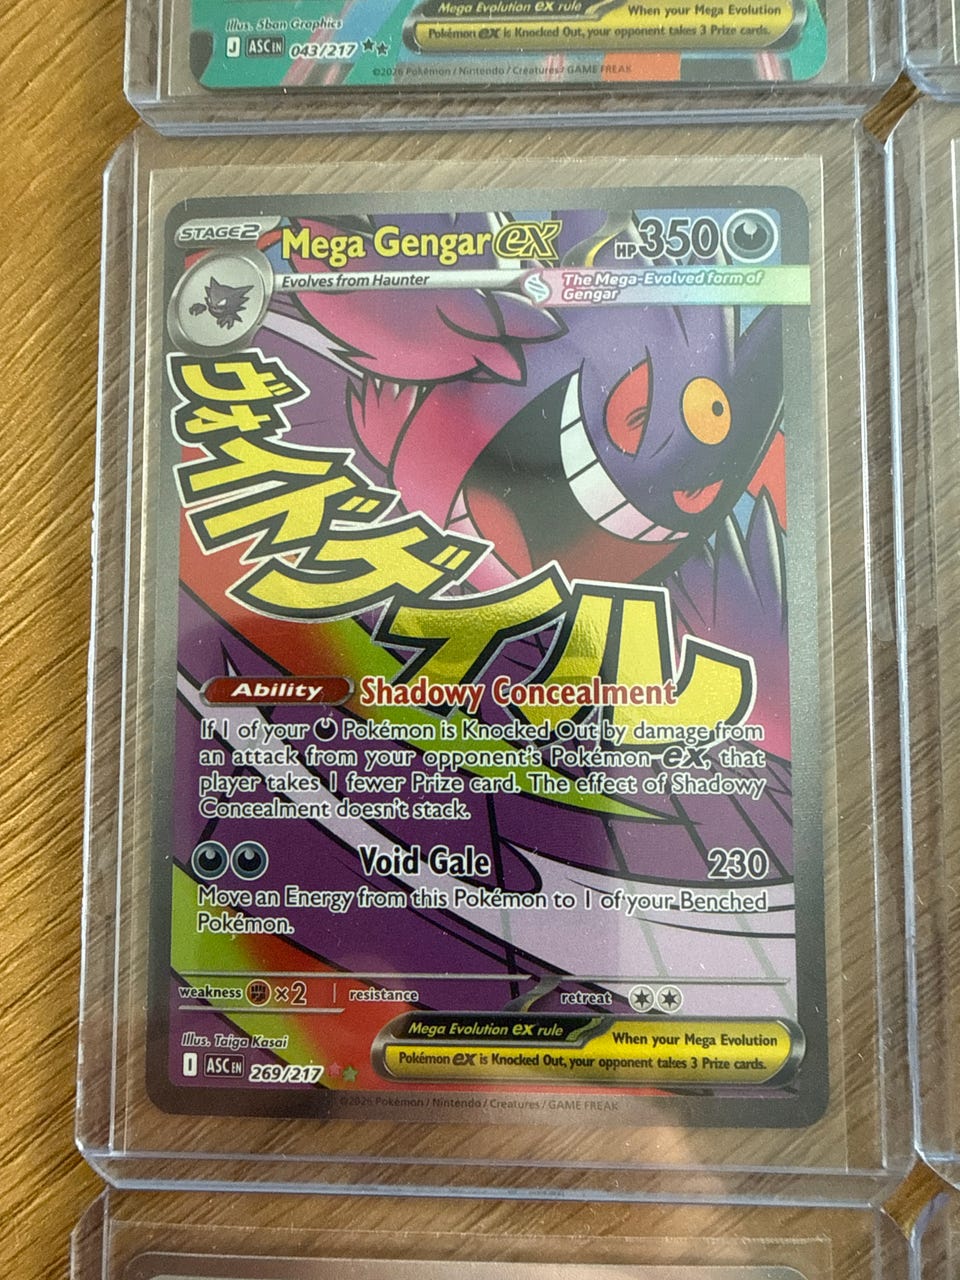 Illus. Sban Graphics
J ASC EN 043/217
Mega Evolution ex rule
When your Mega Evolution
Pokémon ex is Knocked Out, your opponent takes 3 Prize cards.
©2026 Pokémon / Nintendo / Creatures / GAME FREAK
STAGE2
Mega Gengar ex
HP 350
Evolves from Haunter
The Mega-Evolved form of
Gengar
ヴォイドゲイル
Ability
Shadowy Concealment
If 1 of your Pokémon is Knocked Out by damage from
an attack from your opponent's Pokémon ex, that
player takes 1 fewer Prize card. The effect of Shadowy
Concealment doesn't stack.
Void Gale 230
Move an Energy from this Pokémon to 1 of your Benched
Pokémon.
weakness ×2 resistance retreat
Illus. Taiga Kasai
I ASC EN 269/217
Mega Evolution ex rule
When your Mega Evolution
Pokémon ex is Knocked Out, your opponent takes 3 Prize cards.
©2026 Pokémon / Nintendo / Creatures / GAME FREAK